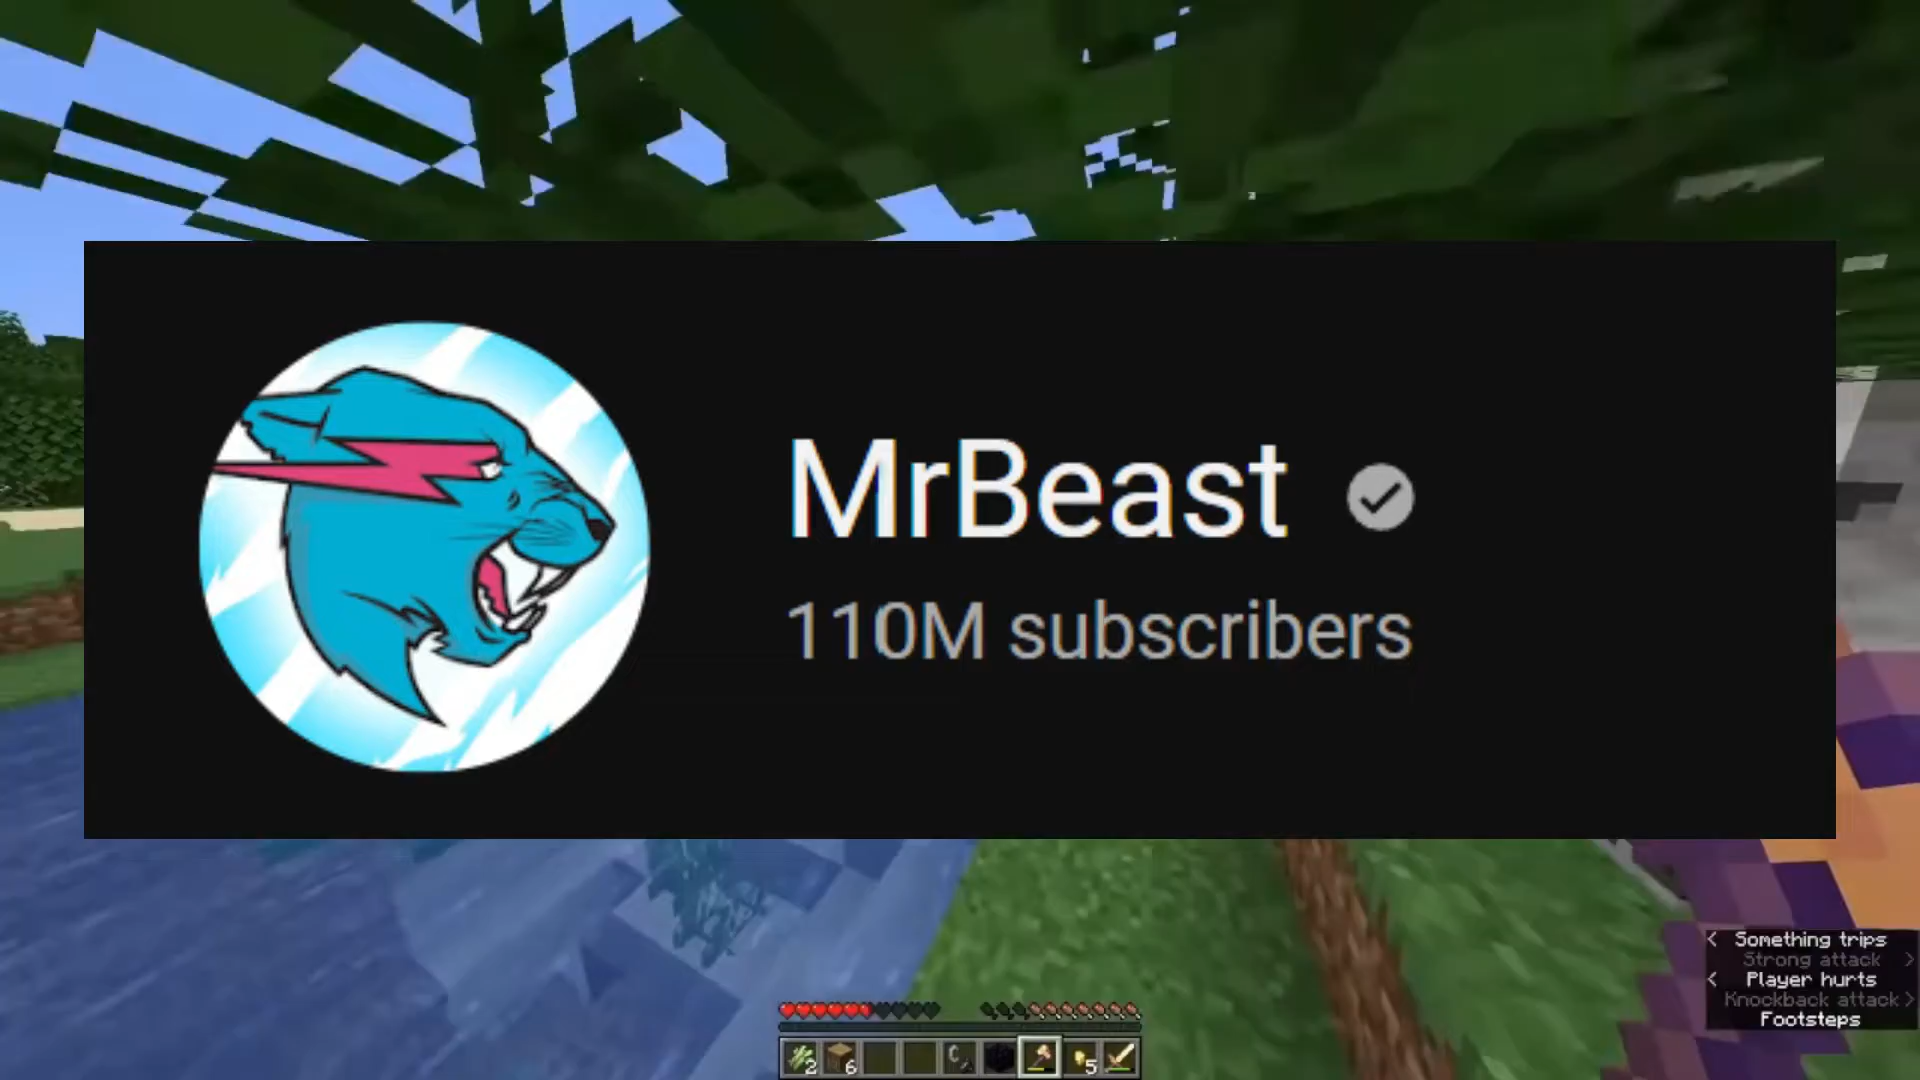 MrBeast
110M subscribers
< Something trips
Strong attack >
< Player hurts
Knockback attack >
Footsteps
2
6
5